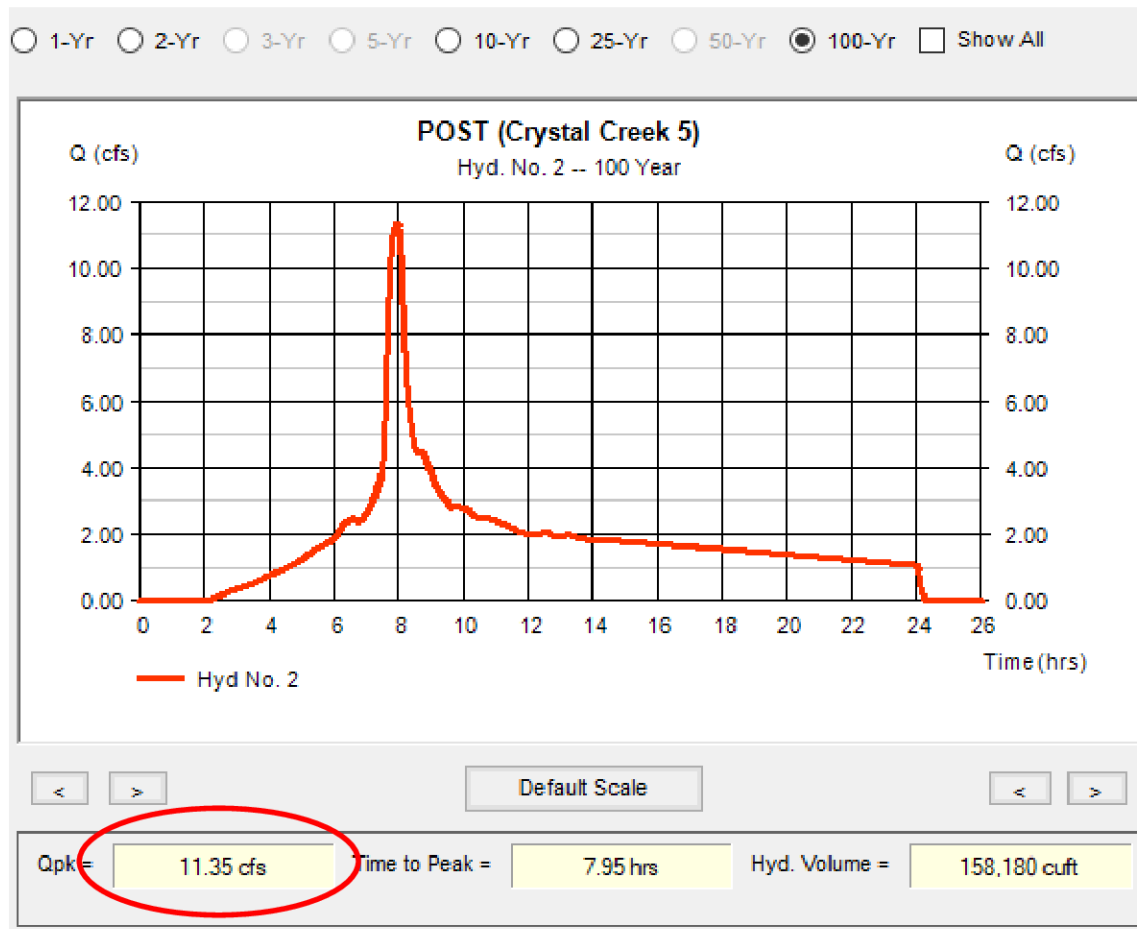 1-Yr 2-Yr 3-Yr 5-Yr 10-Yr 25-Yr 50-Yr 100-Yr Show All
POST (Crystal Creek 5)
Q (cfs) Q (cfs)
Hyd. No. 2 -- 100 Year
12.00 12.00
10.00 10.00
8.00 8.00
6.00 6.00
4.00 4.00
2.00 2.00
0.00 0.00
0 2 4 6 8 10 12 14 16 18 20 22 24 26
Time (hrs)
Hyd No. 2
< > Default Scale < >
Qpk = 11.35 cfs Time to Peak = 7.95 hrs Hyd. Volume = 158,180 cuft